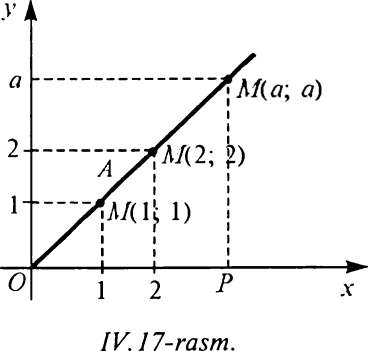 y
a
M(a; a)
2
M(2; 2)
A
1
M(1; 1)
O
1
2
P
x
IV.17-rasm.